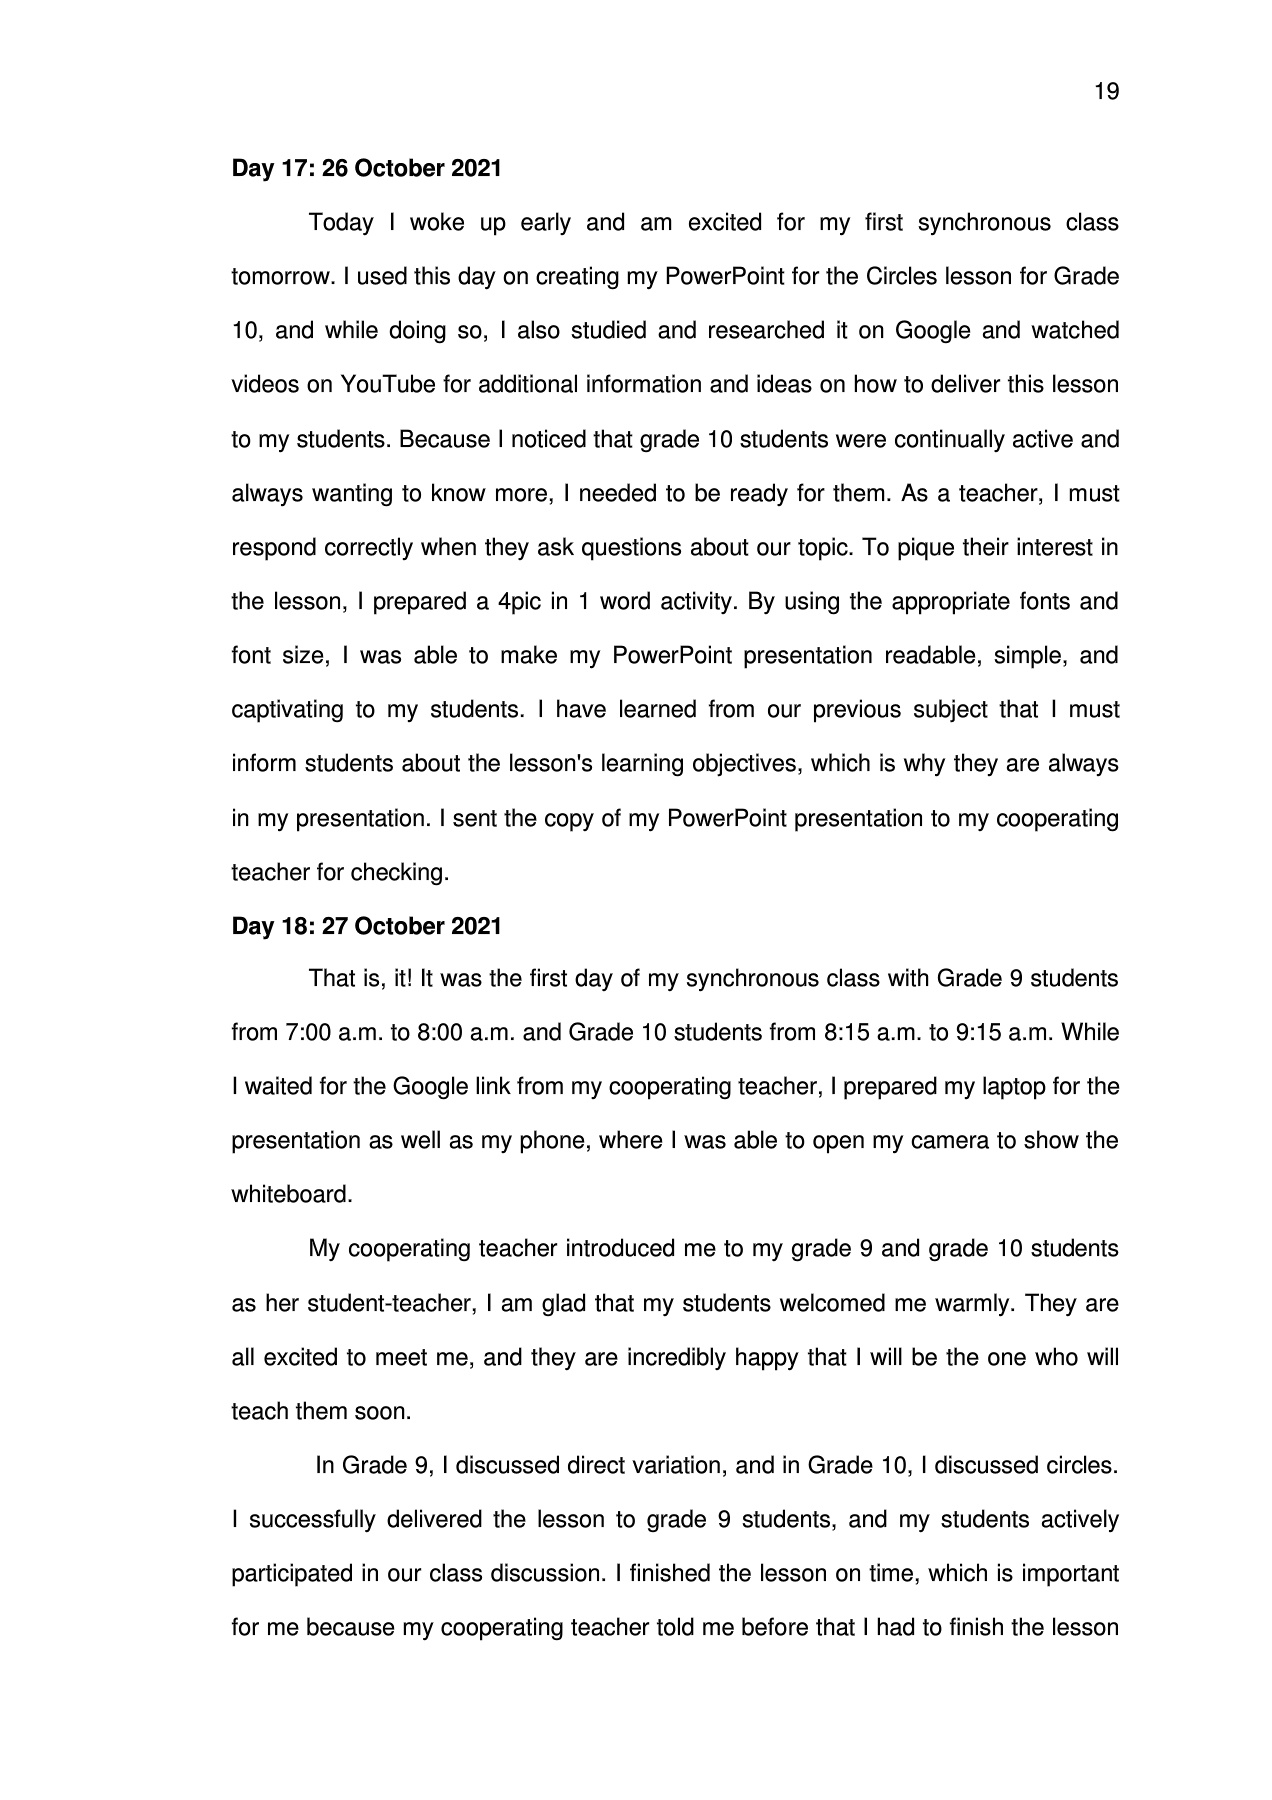 19
Day 17: 26 October 2021
Today I woke up early and am excited for my first synchronous class
tomorrow. I used this day on creating my PowerPoint for the Circles lesson for Grade
10, and while doing so, I also studied and researched it on Google and watched
videos on YouTube for additional information and ideas on how to deliver this lesson
to my students. Because I noticed that grade 10 students were continually active and
always wanting to know more, I needed to be ready for them. As a teacher, I must
respond correctly when they ask questions about our topic. To pique their interest in
the lesson, I prepared a 4pic in 1 word activity. By using the appropriate fonts and
font size, I was able to make my PowerPoint presentation readable, simple, and
captivating to my students. I have learned from our previous subject that I must
inform students about the lesson's learning objectives, which is why they are always
in my presentation. I sent the copy of my PowerPoint presentation to my cooperating
teacher for checking.
Day 18: 27 October 2021
That is, it! It was the first day of my synchronous class with Grade 9 students
from 7:00 a.m. to 8:00 a.m. and Grade 10 students from 8:15 a.m. to 9:15 a.m. While
I waited for the Google link from my cooperating teacher, I prepared my laptop for the
presentation as well as my phone, where I was able to open my camera to show the
whiteboard.
My cooperating teacher introduced me to my grade 9 and grade 10 students
as her student-teacher, I am glad that my students welcomed me warmly. They are
all excited to meet me, and they are incredibly happy that I will be the one who will
teach them soon.
In Grade 9, I discussed direct variation, and in Grade 10, I discussed circles.
I successfully delivered the lesson to grade 9 students, and my students actively
participated in our class discussion. I finished the lesson on time, which is important
for me because my cooperating teacher told me before that I had to finish the lesson